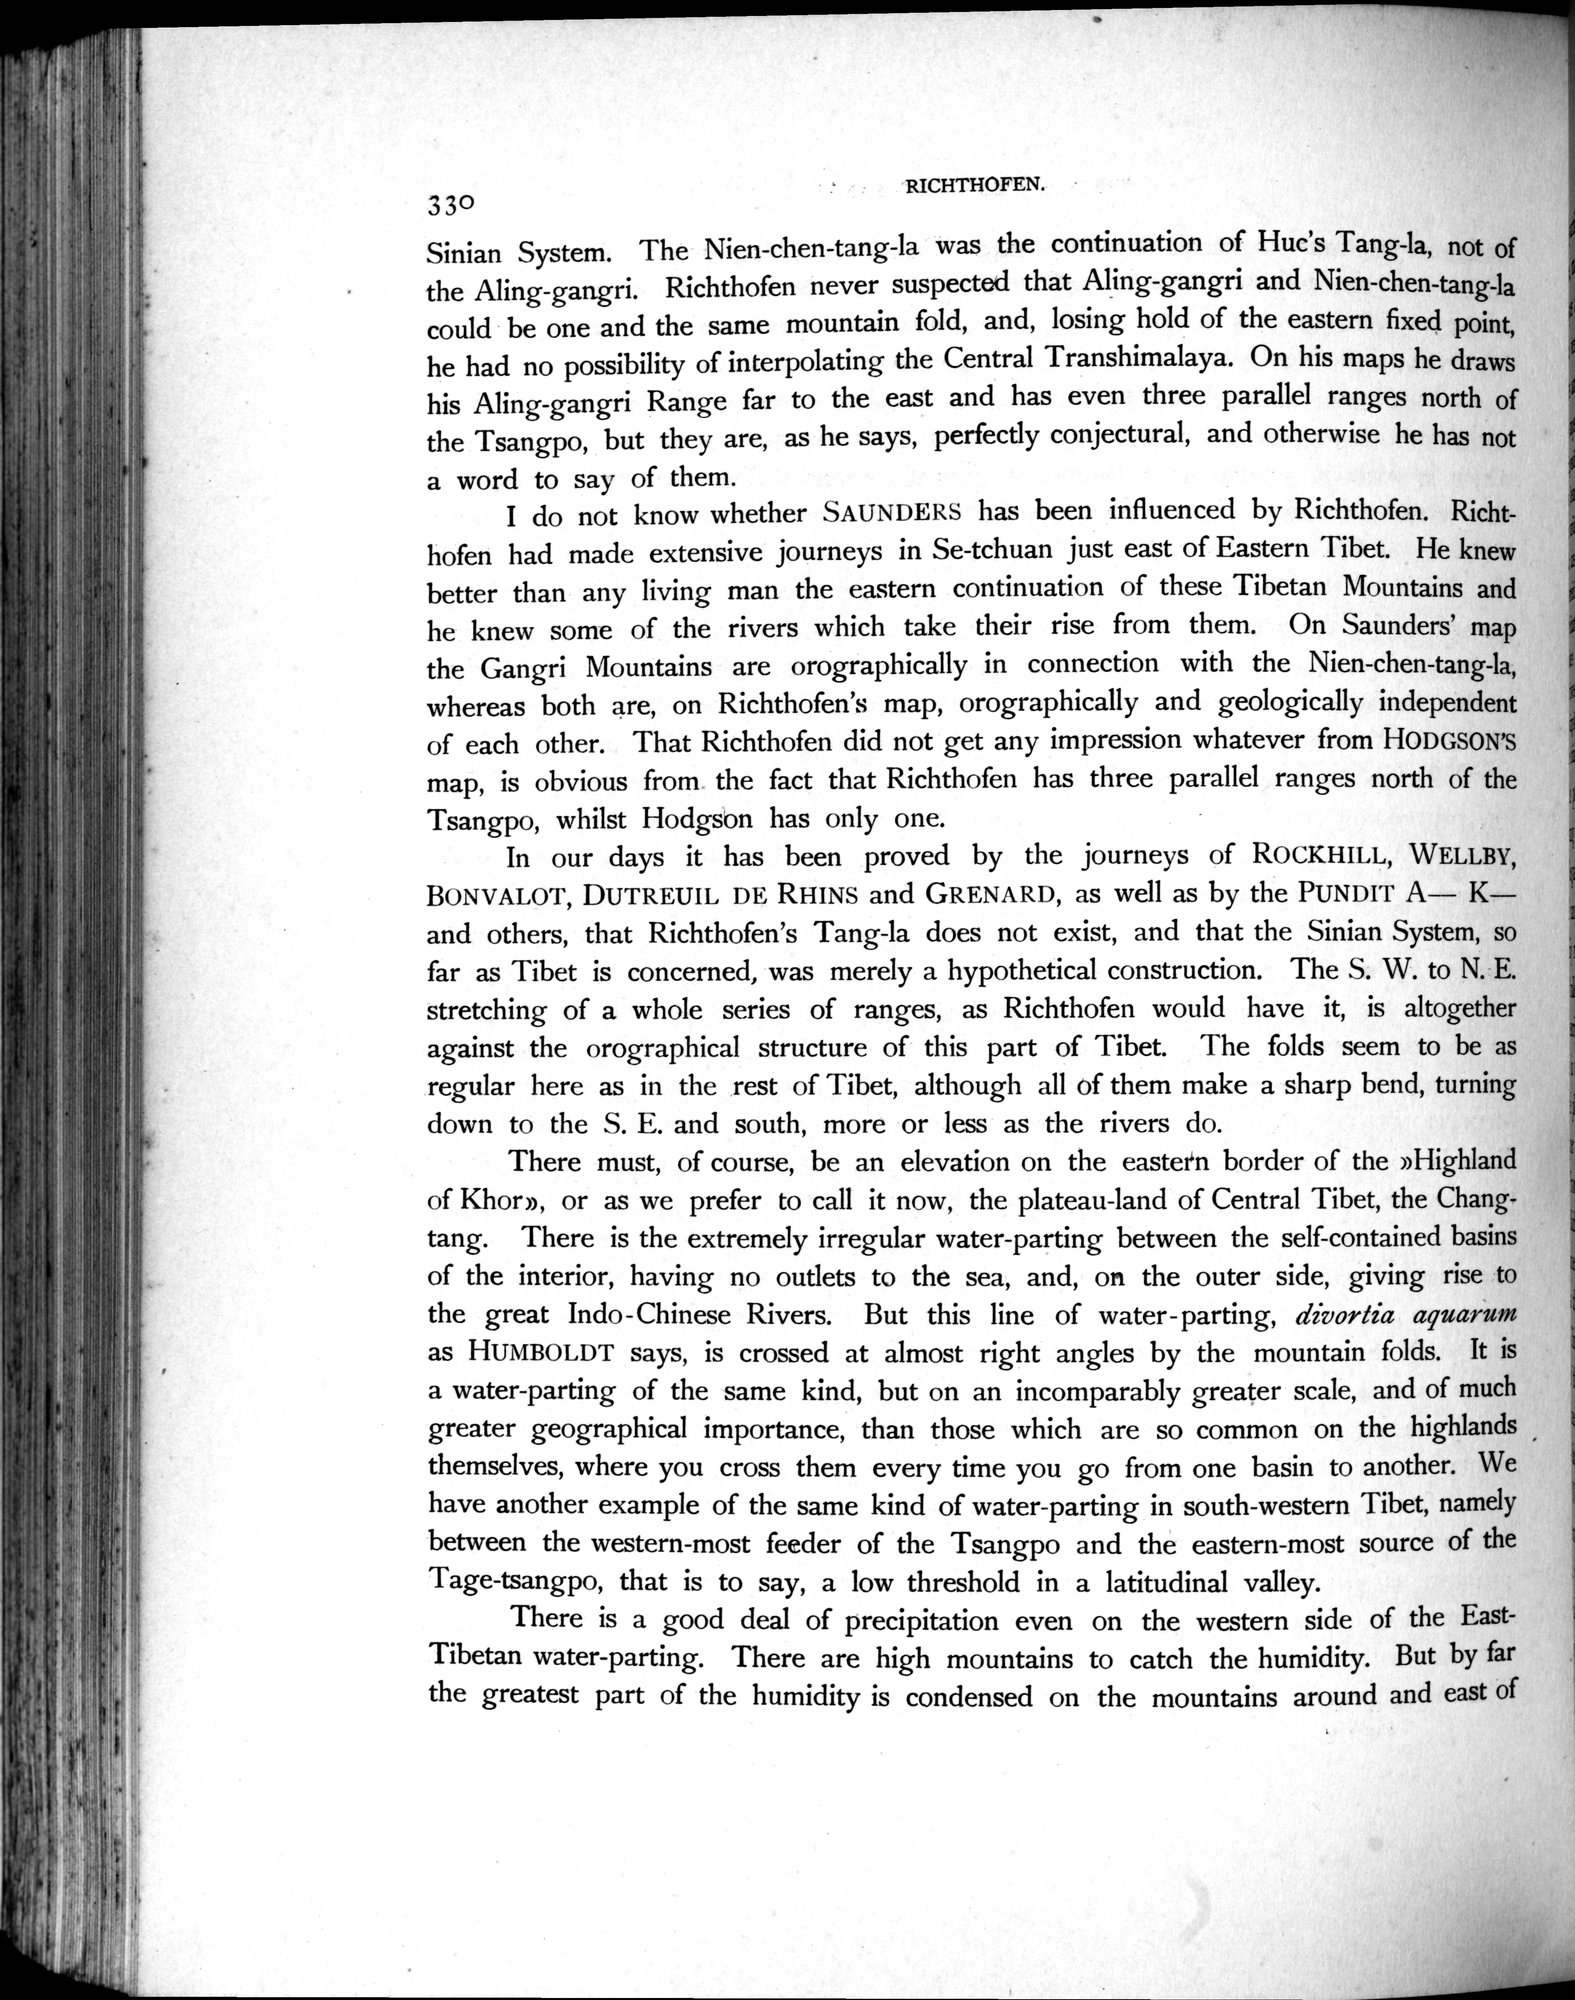 RICHTHOFEN.
330
Sinian System. The Nien-chen-tang-la was the continuation of Huc's Tang-la, not of
the Aling-gangri. Richthofen never suspected that Aling-gangri and Nien-chen-tang-la
could be one and the same mountain fold, and, losing hold of the eastern fixed point,
he had no possibility of interpolating the Central Transhimalaya. On his maps he draws
his Aling-gangri Range far to the east and has even three parallel ranges north of
the Tsangpo, but they are, as he says, perfectly conjectural, and otherwise he has not
a word to say of them.
I do not know whether SAUNDERS has been influenced by Richthofen. Richt-
hofen had made extensive journeys in Se-tchuan just east of Eastern Tibet. He knew
better than any living man the eastern continuation of these Tibetan Mountains and
he knew some of the rivers which take their rise from them. On Saunders' map
the Gangri Mountains are orographically in connection with the Nien-chen-tang-la,
whereas both are, on Richthofen's map, orographically and geologically independent
of each other. That Richthofen did not get any impression whatever from HODGSON'S
map, is obvious from the fact that Richthofen has three parallel ranges north of the
Tsangpo, whilst Hodgson has only one.
In our days it has been proved by the journeys of ROCKHILL, WELLBY,
BONVALOT, DUTREUIL DE RHINS and GRENARD, as well as by the PUNDIT A— K—
and others, that Richthofen's Tang-la does not exist, and that the Sinian System, so
far as Tibet is concerned, was merely a hypothetical construction. The S. W. to N. E.
stretching of a whole series of ranges, as Richthofen would have it, is altogether
against the orographical structure of this part of Tibet. The folds seem to be as
regular here as in the rest of Tibet, although all of them make a sharp bend, turning
down to the S. E. and south, more or less as the rivers do.
There must, of course, be an elevation on the eastern border of the »Highland
of Khor», or as we prefer to call it now, the plateau-land of Central Tibet, the Chang-
tang. There is the extremely irregular water-parting between the self-contained basins
of the interior, having no outlets to the sea, and, on the outer side, giving rise to
the great Indo-Chinese Rivers. But this line of water-parting, divortia aquarum
as HUMBOLDT says, is crossed at almost right angles by the mountain folds. It is
a water-parting of the same kind, but on an incomparably greater scale, and of much
greater geographical importance, than those which are so common on the highlands
themselves, where you cross them every time you go from one basin to another. We
have another example of the same kind of water-parting in south-western Tibet, namely
between the western-most feeder of the Tsangpo and the eastern-most source of the
Tage-tsangpo, that is to say, a low threshold in a latitudinal valley.
There is a good deal of precipitation even on the western side of the East-
Tibetan water-parting. There are high mountains to catch the humidity. But by far
the greatest part of the humidity is condensed on the mountains around and east of